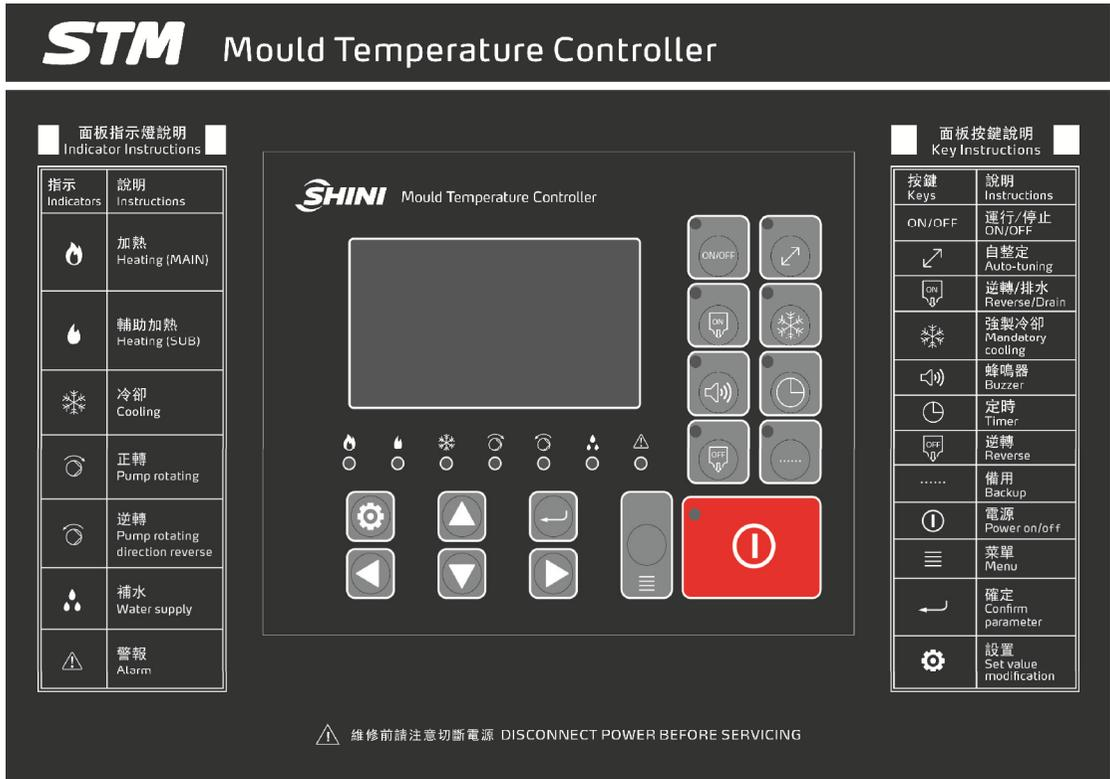 STM Mould Temperature Controller
面板指示燈說明
Indicator Instructions
指示 說明
Indicators Instructions
加熱
Heating (MAIN)
輔助加熱
Heating (SUB)
冷卻
Cooling
正轉
Pump rotating
逆轉
Pump rotating
direction reverse
補水
Water supply
警報
Alarm
SHINI Mould Temperature Controller
ON/OFF
ON
OFF
面板按鍵說明
Key Instructions
按鍵 說明
Keys Instructions
ON/OFF 運行/停止
ON/OFF
自整定
Auto-tuning
ON 逆轉/排水
Reverse/Drain
強製冷卻
Mandatory
cooling
蜂鳴器
Buzzer
定時
Timer
OFF 逆轉
Reverse
備用
Backup
電源
Power on/off
菜單
Menu
確定
Confirm
parameter
設置
Set value
modification
維修前請注意切斷電源 DISCONNECT POWER BEFORE SERVICING